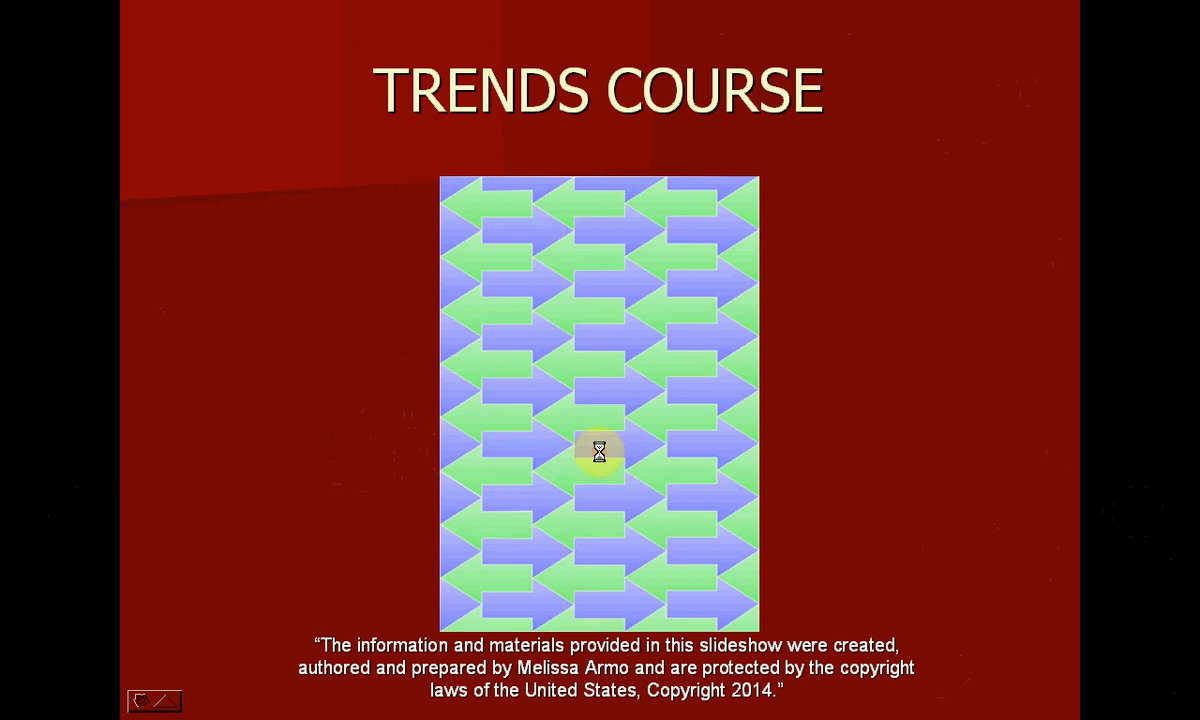 TRENDS COURSE
“The information and materials provided in this slideshow were created,
authored and prepared by Melissa Armo and are protected by the copyright
laws of the United States, Copyright 2014.”